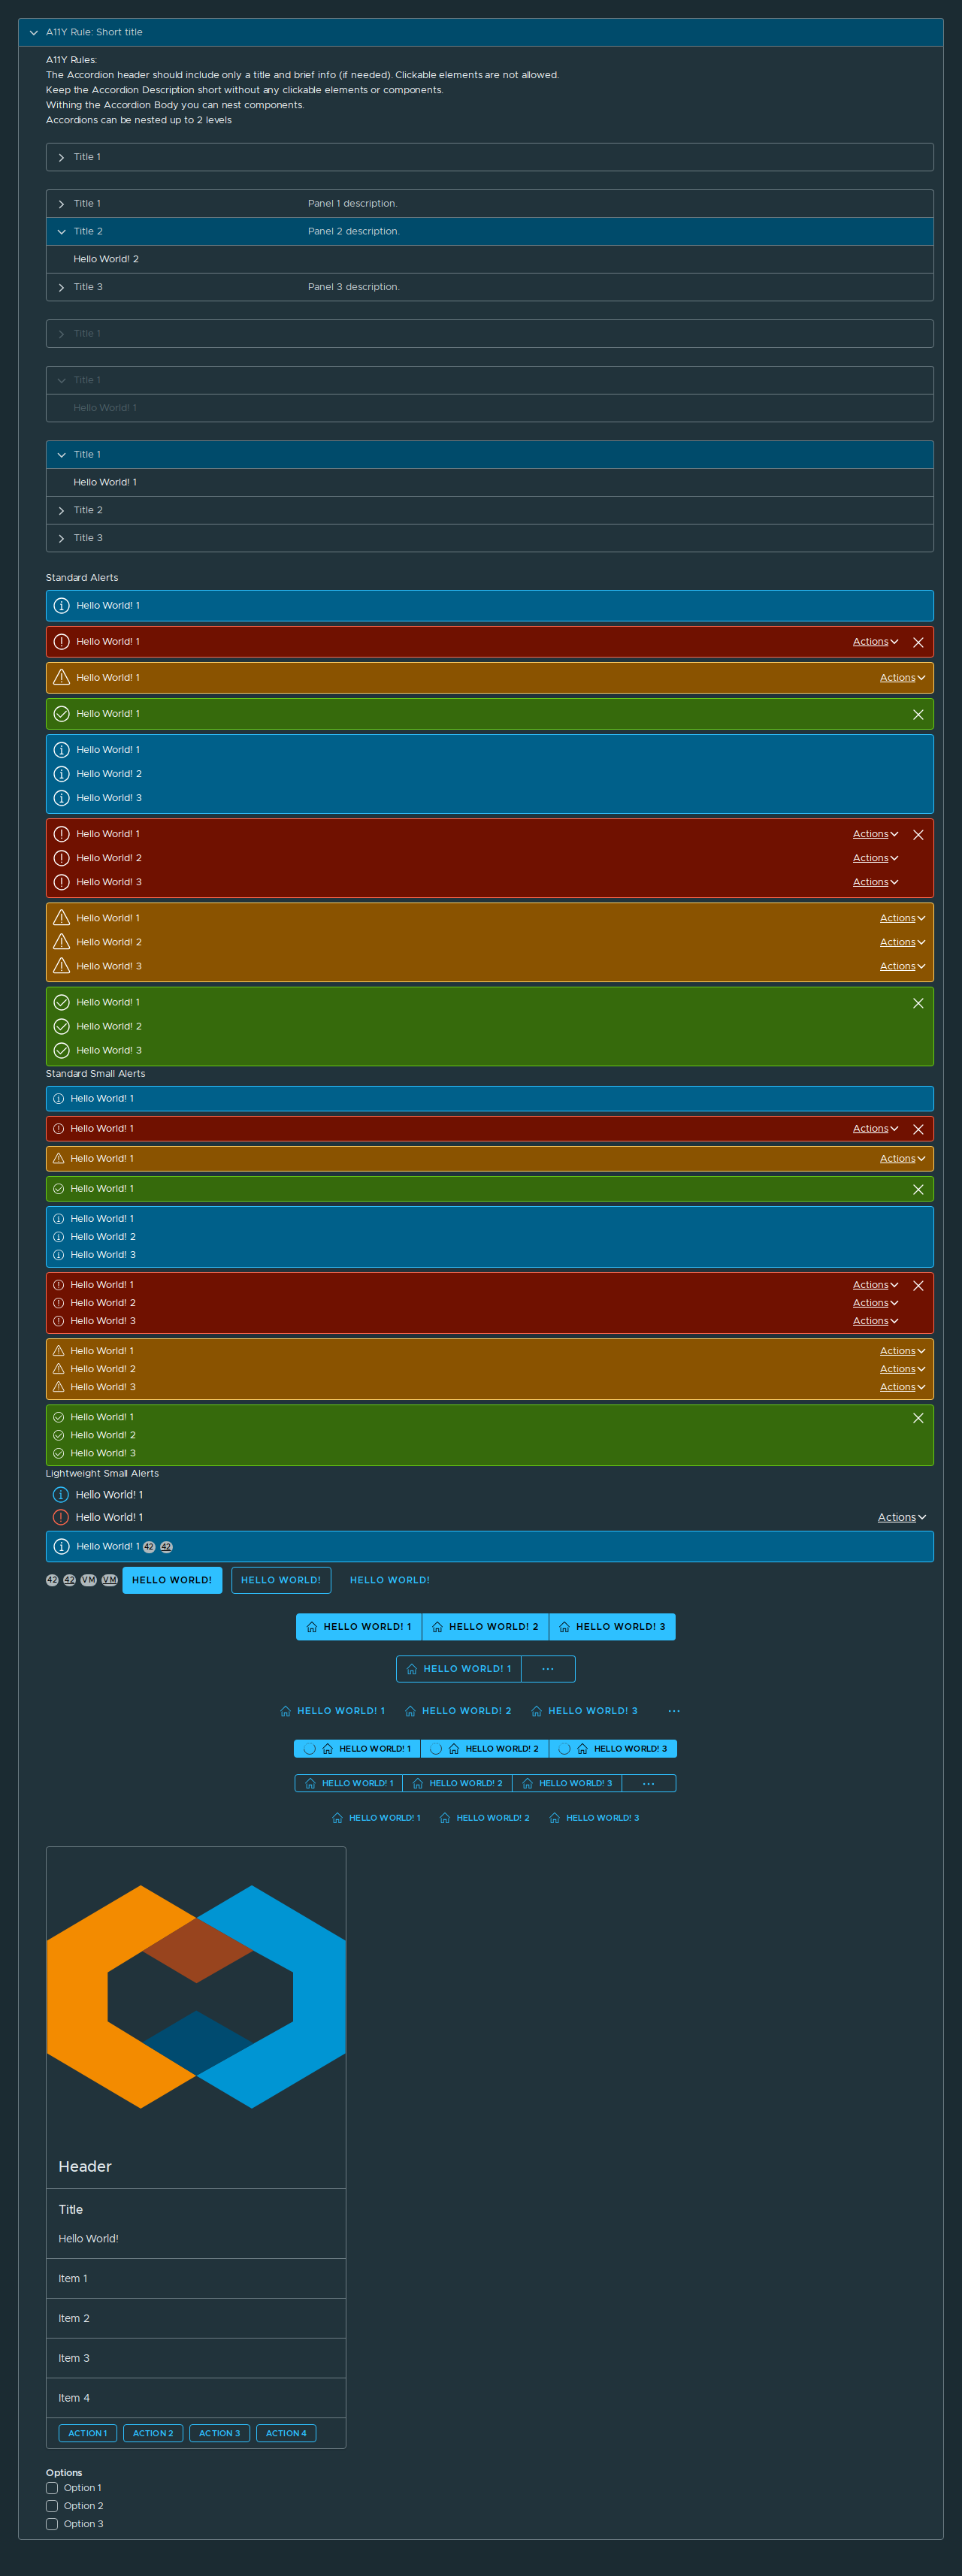 A11Y Rule: Short title
A11Y Rules:
The Accordion header should include only a title and brief info (if needed). Clickable elements are not allowed.
Keep the Accordion Description short without any clickable elements or components.
Withing the Accordion Body you can nest components.
Accordions can be nested up to 2 levels
Title 1
Title 1 Panel 1 description.
Title 2 Panel 2 description.
Hello World! 2
Title 3 Panel 3 description.
Title 1
Title 1
Hello World! 1
Title 1
Hello World! 1
Title 2
Title 3
Standard Alerts
Hello World! 1
Hello World! 1 Actions
Hello World! 1 Actions
Hello World! 1
Hello World! 1
Hello World! 2
Hello World! 3
Hello World! 1 Actions
Hello World! 2 Actions
Hello World! 3 Actions
Hello World! 1 Actions
Hello World! 2 Actions
Hello World! 3 Actions
Hello World! 1
Hello World! 2
Hello World! 3
Standard Small Alerts
Hello World! 1
Hello World! 1 Actions
Hello World! 1 Actions
Hello World! 1
Hello World! 1
Hello World! 2
Hello World! 3
Hello World! 1 Actions
Hello World! 2 Actions
Hello World! 3 Actions
Hello World! 1 Actions
Hello World! 2 Actions
Hello World! 3 Actions
Hello World! 1
Hello World! 2
Hello World! 3
Lightweight Small Alerts
Hello World! 1
Hello World! 1 Actions
Hello World! 1 42 42
42 42 VM VM HELLO WORLD! HELLO WORLD! HELLO WORLD!
HELLO WORLD! 1 HELLO WORLD! 2 HELLO WORLD! 3
HELLO WORLD! 1 ...
HELLO WORLD! 1 HELLO WORLD! 2 HELLO WORLD! 3 ...
HELLO WORLD! 1 HELLO WORLD! 2 HELLO WORLD! 3
HELLO WORLD! 1 HELLO WORLD! 2 HELLO WORLD! 3 ...
HELLO WORLD! 1 HELLO WORLD! 2 HELLO WORLD! 3
Header
Title
Hello World!
Item 1
Item 2
Item 3
Item 4
ACTION 1 ACTION 2 ACTION 3 ACTION 4
Options
Option 1
Option 2
Option 3